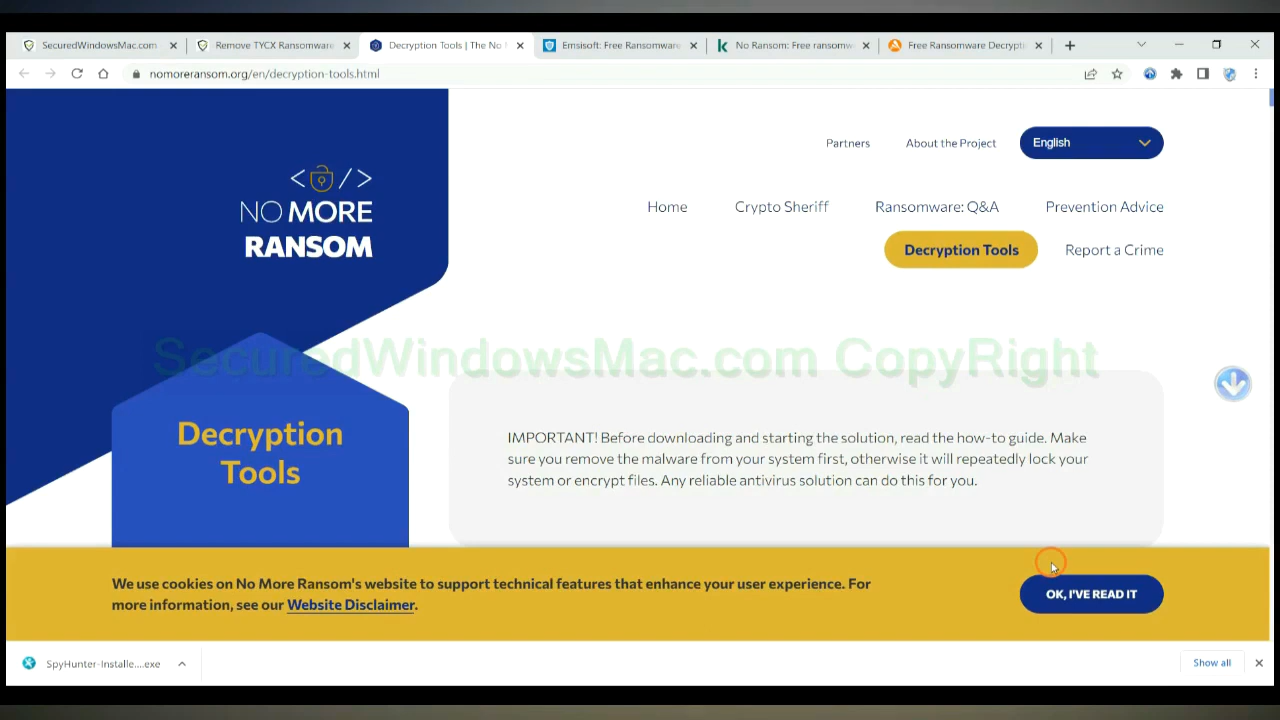 SecuredWindowsMac.com
Remove TYCX Ransomware
Decryption Tools | The No
Emsisoft: Free Ransomware
No Ransom: Free ransomw
Free Ransomware Decrypti
nomoreransom.org/en/decryption-tools.html
Partners
About the Project
English
</>
NO MORE
RANSOM
Home
Crypto Sheriff
Ransomware: Q&A
Prevention Advice
Decryption Tools
Report a Crime
SecuredWindowsMac.com CopyRight
Decryption
Tools
IMPORTANT! Before downloading and starting the solution, read the how-to guide. Make
sure you remove the malware from your system first, otherwise it will repeatedly lock your
system or encrypt files. Any reliable antivirus solution can do this for you.
We use cookies on No More Ransom's website to support technical features that enhance your user experience. For
more information, see our Website Disclaimer.
OK, I'VE READ IT
SpyHunter-Installe....exe
Show all